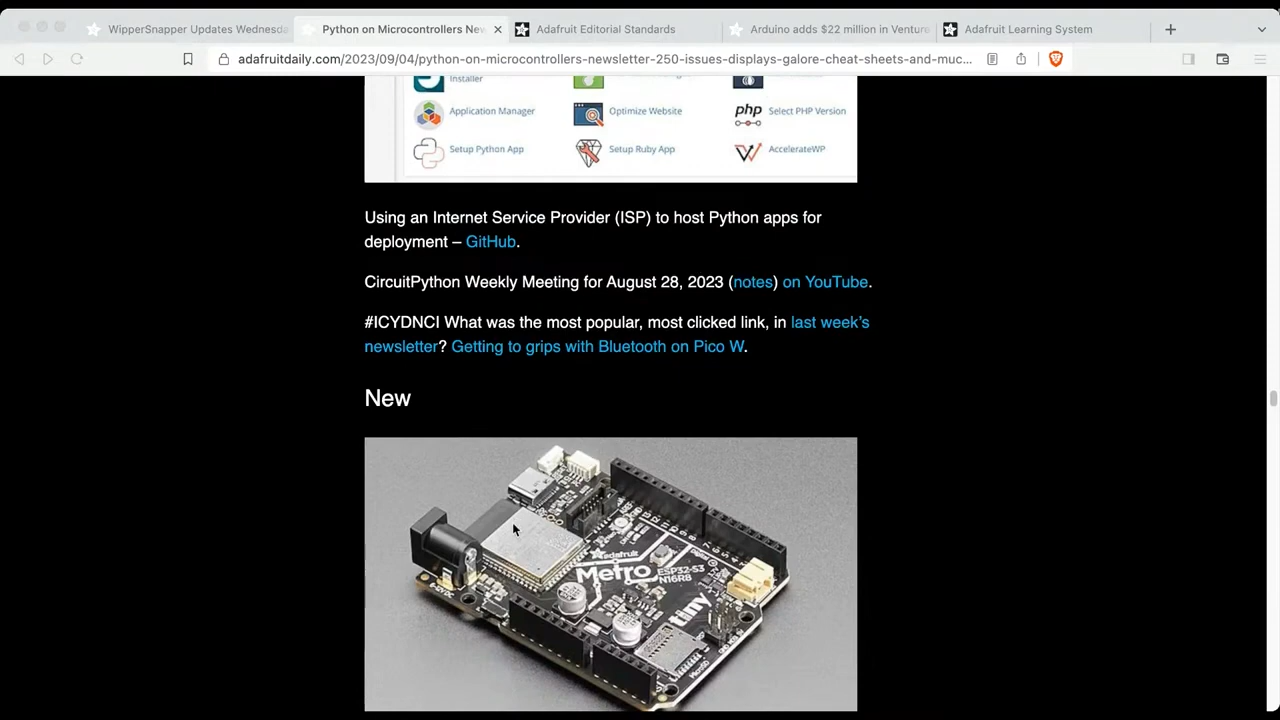 WipperSnapper Updates Wednesda
Python on Microcontrollers New
Adafruit Editorial Standards
Arduino adds $22 million in Venture
Adafruit Learning System
adafruitdaily.com/2023/09/04/python-on-microcontrollers-newsletter-250-issues-displays-galore-cheat-sheets-and-muc...
Installer
Application Manager
Optimize Website
php
Select PHP Version
Setup Python App
Setup Ruby App
AccelerateWP
Using an Internet Service Provider (ISP) to host Python apps for
deployment – GitHub.
CircuitPython Weekly Meeting for August 28, 2023 (notes) on YouTube.
#ICYDNCI What was the most popular, most clicked link, in last week's
newsletter? Getting to grips with Bluetooth on Pico W.
New
adafruit
Metro
ESP32-S3
N16R8
Digital
tiny
MicroSD